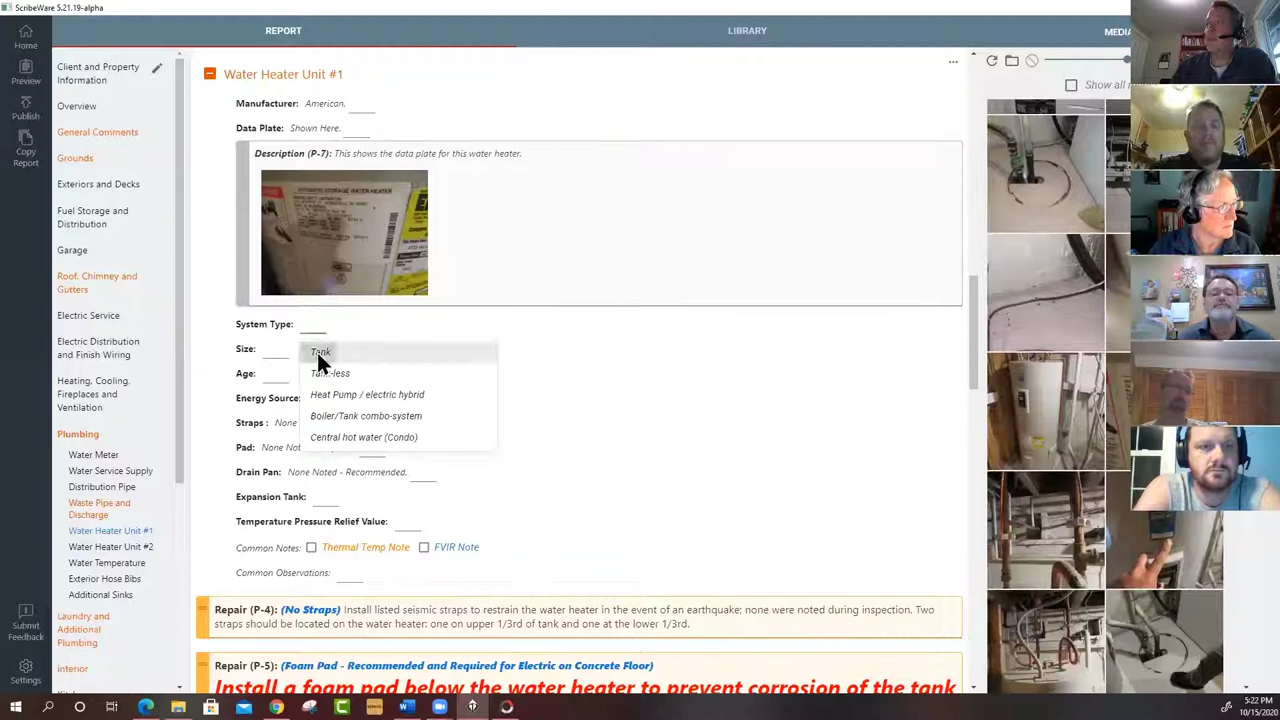 ScribeWare 5.21.19-alpha
REPORT
LIBRARY
MEDIA
Home
Preview
Publish
Copy
Report
Submit
Feedback
Settings
Client and Property
Information
Overview
General Comments
Grounds
Exteriors and Decks
Fuel Storage and
Distribution
Garage
Roof, Chimney and
Gutters
Electric Service
Electric Distribution
and Finish Wiring
Heating, Cooling,
Fireplaces and
Ventilation
Plumbing
Water Meter
Water Service Supply
Distribution Pipe
Waste Pipe and
Discharge
Water Heater Unit #1
Water Heater Unit #2
Water Temperature
Exterior Hose Bibs
Additional Sinks
Laundry and
Additional
Plumbing
Interior
Water Heater Unit #1
Manufacturer: American.
Data Plate: Shown Here.
Description (P-7): This shows the data plate for this water heater.
AUTOMATIC STORAGE WATER HEATER
System Type:
Size:
Age:
Energy Source:
Straps : None
Pad: None Not
Drain Pan: None Noted - Recommended.
Expansion Tank:
Temperature Pressure Relief Value:
Tank
Tank-less
Heat Pump / electric hybrid
Boiler/Tank combo-system
Central hot water (Condo)
Common Notes: Thermal Temp Note FVIR Note
Common Observations:
Repair (P-4): (No Straps) Install listed seismic straps to restrain the water heater in the event of an earthquake; none were noted during inspection. Two
straps should be located on the water heater: one on upper 1/3rd of tank and one at the lower 1/3rd.
Repair (P-5): (Foam Pad - Recommended and Required for Electric on Concrete Floor)
Install a foam pad below the water heater to prevent corrosion of the tank
Show all
5:22 PM
10/15/2020